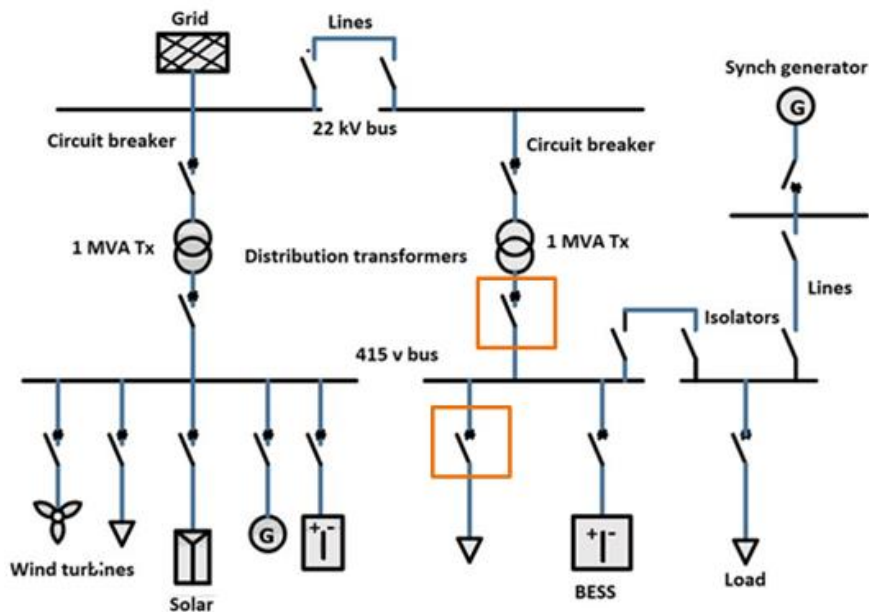 Grid
Lines
Synch generator
G
22 kV bus
Circuit breaker
Circuit breaker
1 MVA Tx
Distribution transformers
1 MVA Tx
Lines
Isolators
415 v bus
G
+ -
+ -
Wind turbines
Solar
BESS
Load